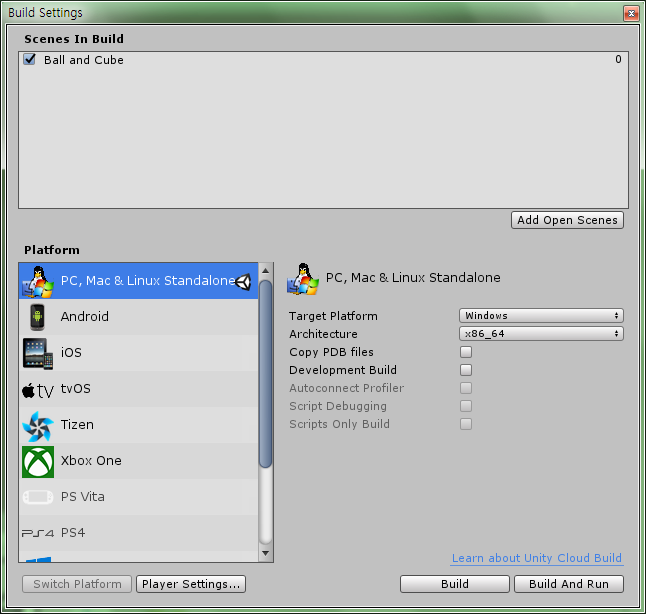 Build Settings
Scenes In Build
Ball and Cube 0
Add Open Scenes
Platform
PC, Mac & Linux Standalone
Android
iOS
tv tvOS
Tizen
Xbox One
PS Vita
PS4 PS4
Switch Platform
Player Settings...
PC, Mac & Linux Standalone
Target Platform Windows
Architecture x86_64
Copy PDB files
Development Build
Autoconnect Profiler
Script Debugging
Scripts Only Build
Learn about Unity Cloud Build
Build
Build And Run